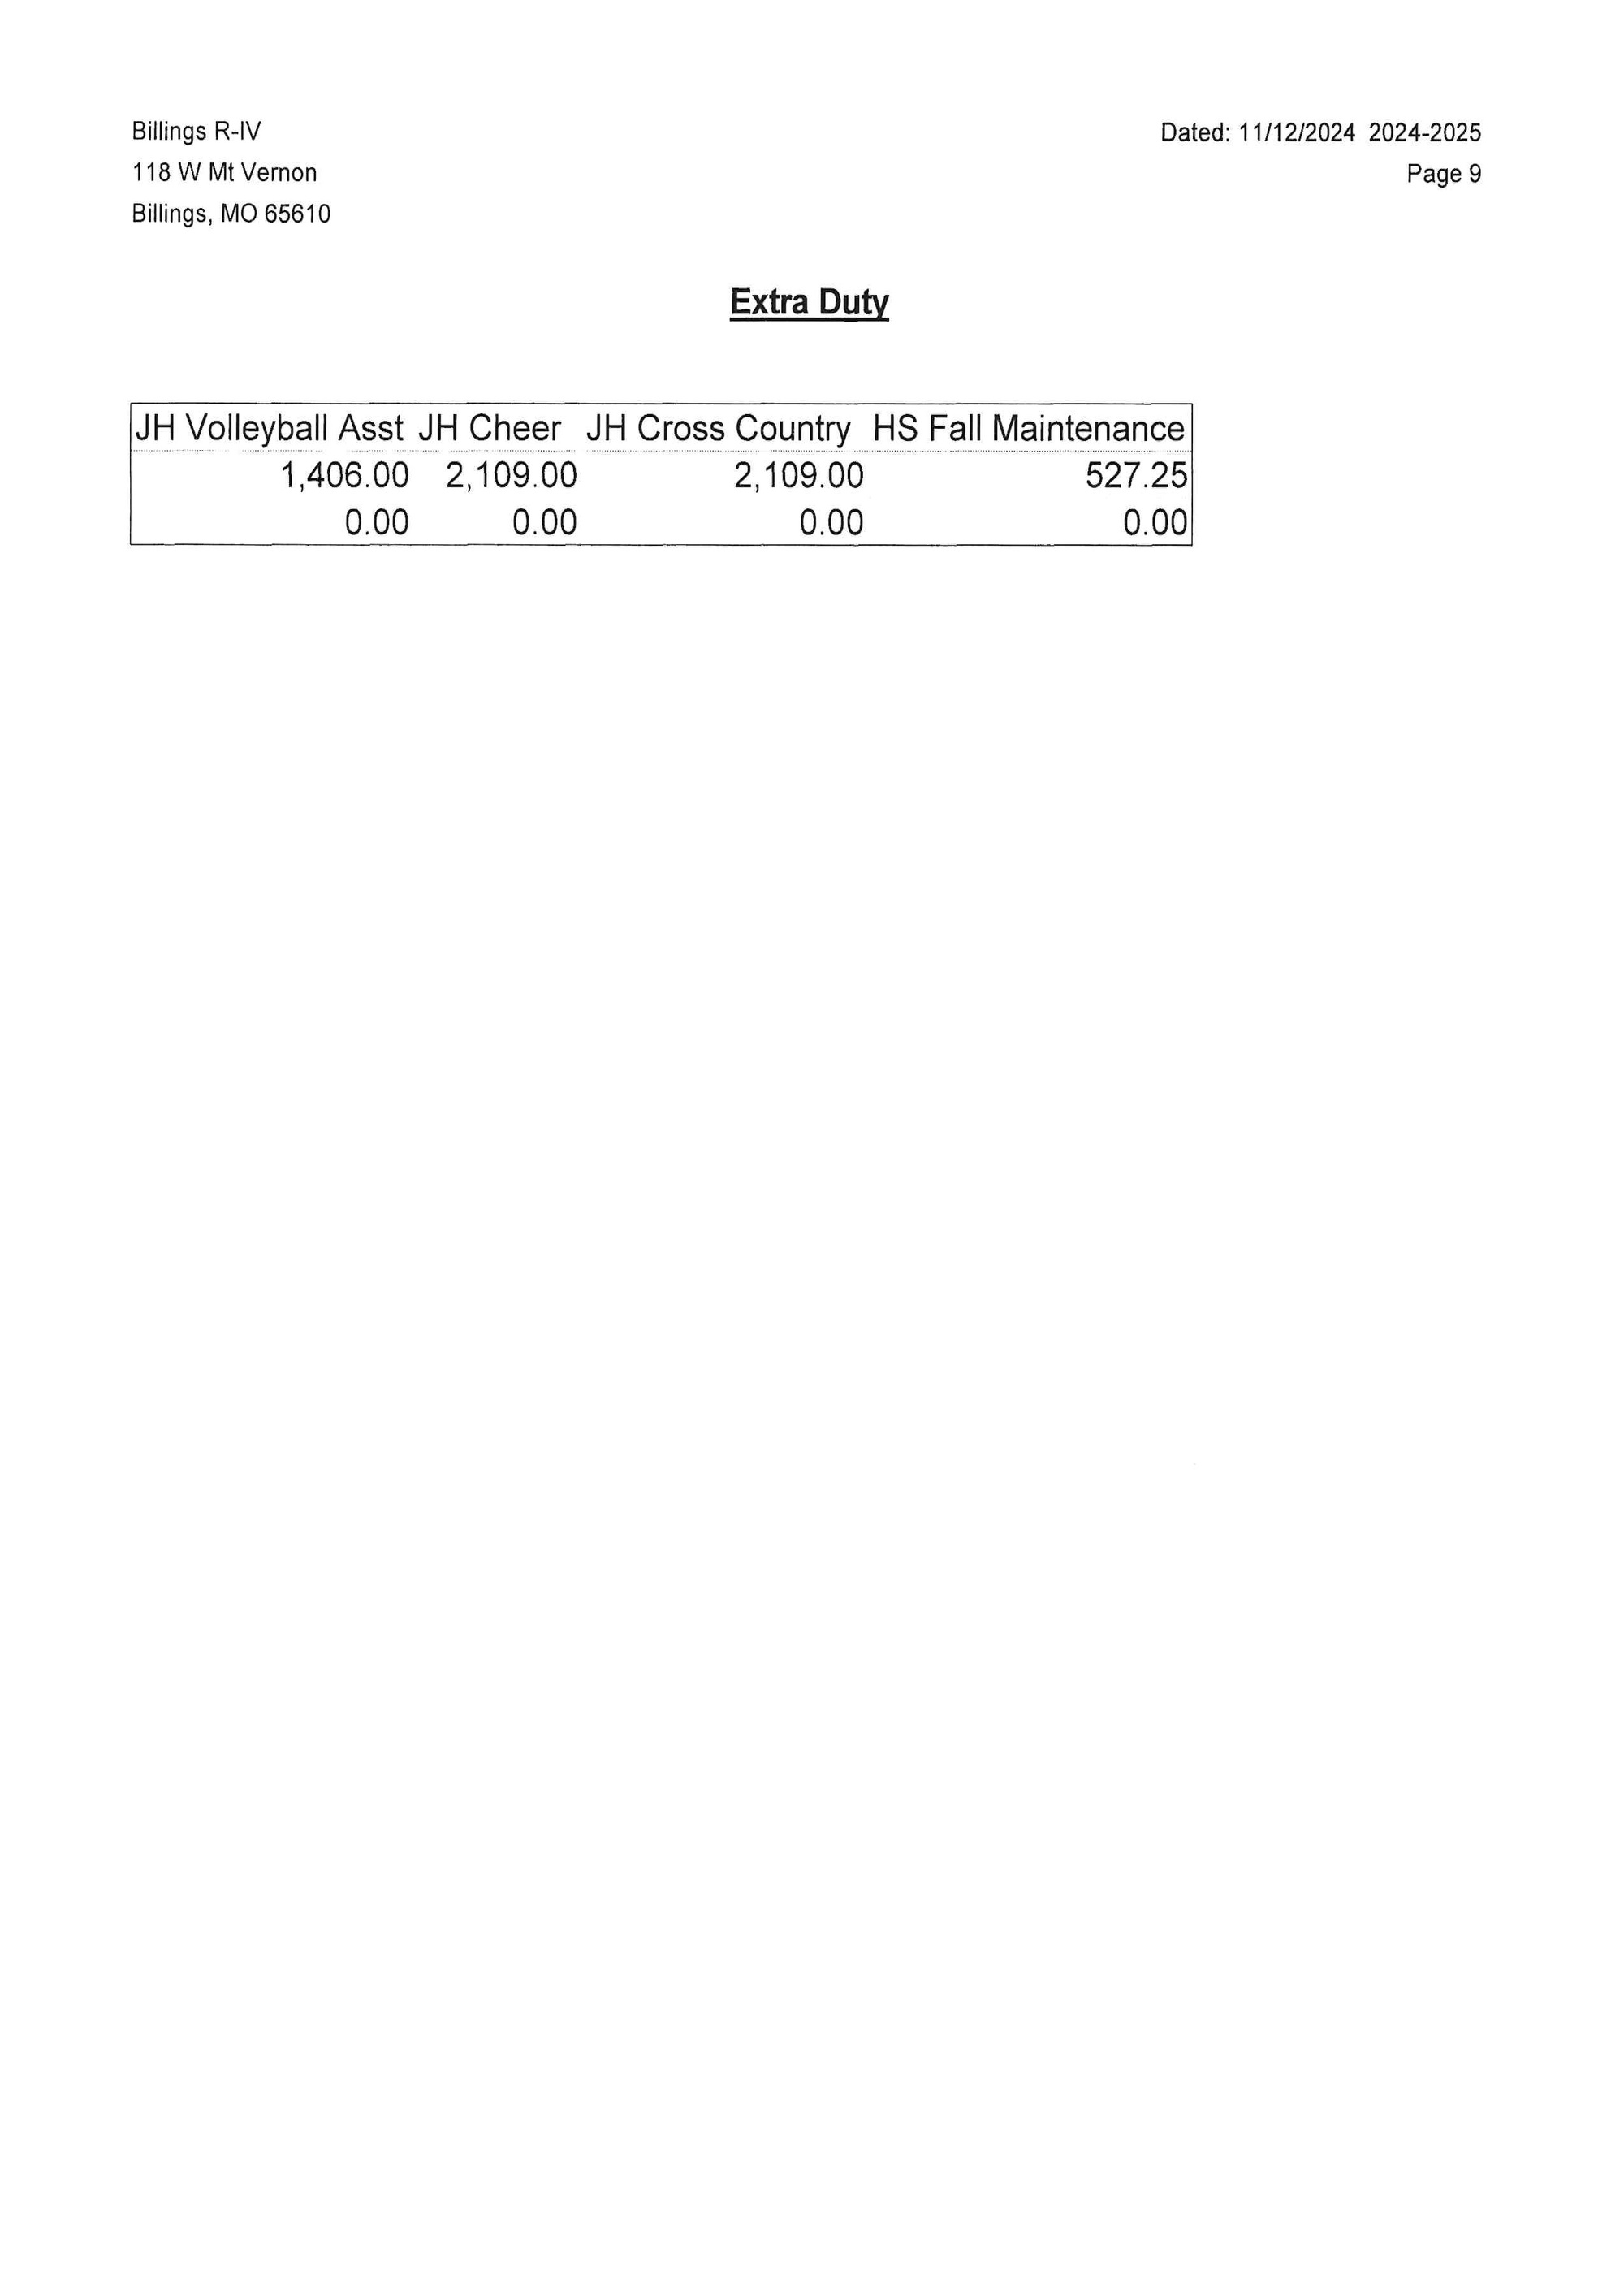 Billings R-IV
118 W Mt Vernon
Billings, MO 65610
Dated: 11/12/2024 2024-2025
Page 9
Extra Duty
JH Volleyball Asst JH Cheer JH Cross Country HS Fall Maintenance
1,406.00 2,109.00 2,109.00 527.25
0.00 0.00 0.00 0.00